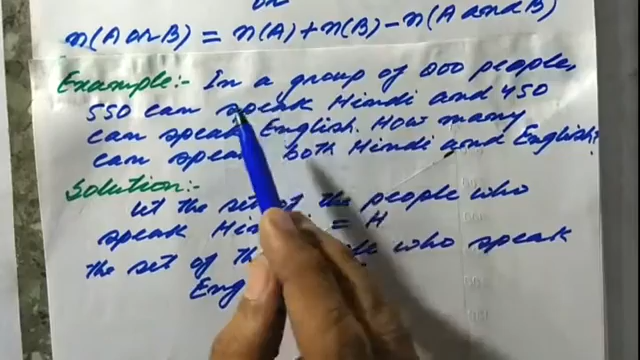 or
n(A or B) = n(A) + n(B) - n(A and B)
Example:- In a group of 800 people,
550 can speak Hindi and 450
can speak English. How many
can speak both Hindi and English?
Solution:-
Let the set of the people who
speak = H
the set of who speak